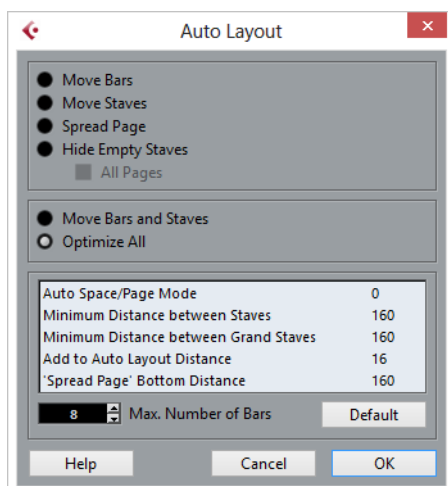 Auto Layout
Move Bars
Move Staves
Spread Page
Hide Empty Staves
All Pages
Move Bars and Staves
Optimize All
Auto Space/Page Mode 0
Minimum Distance between Staves 160
Minimum Distance between Grand Staves 160
Add to Auto Layout Distance 16
'Spread Page' Bottom Distance 160
8 Max. Number of Bars Default
Help Cancel OK